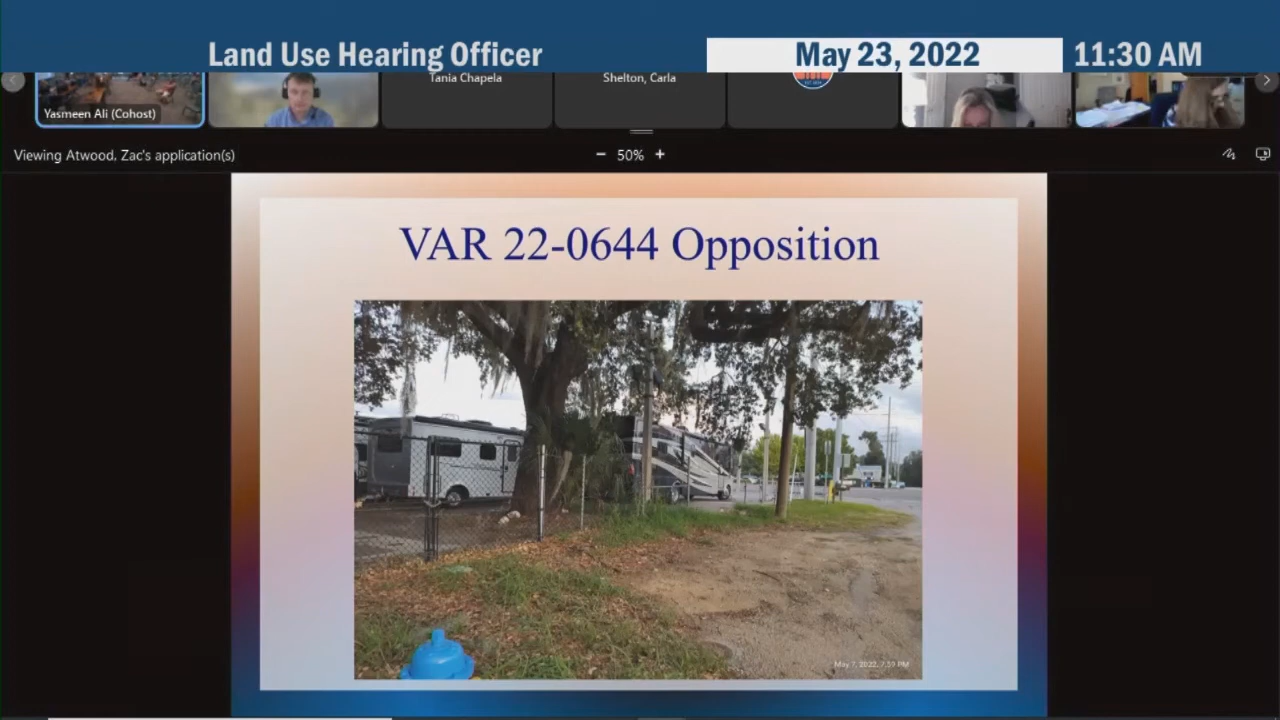 Land Use Hearing Officer
May 23, 2022
11:30 AM
Tania Chapela
Shelton, Carla
Yasmeen Ali (Cohost)
Viewing Atwood, Zac's application(s)
50%
VAR 22-0644 Opposition
May 7, 2022, 7:59 PM